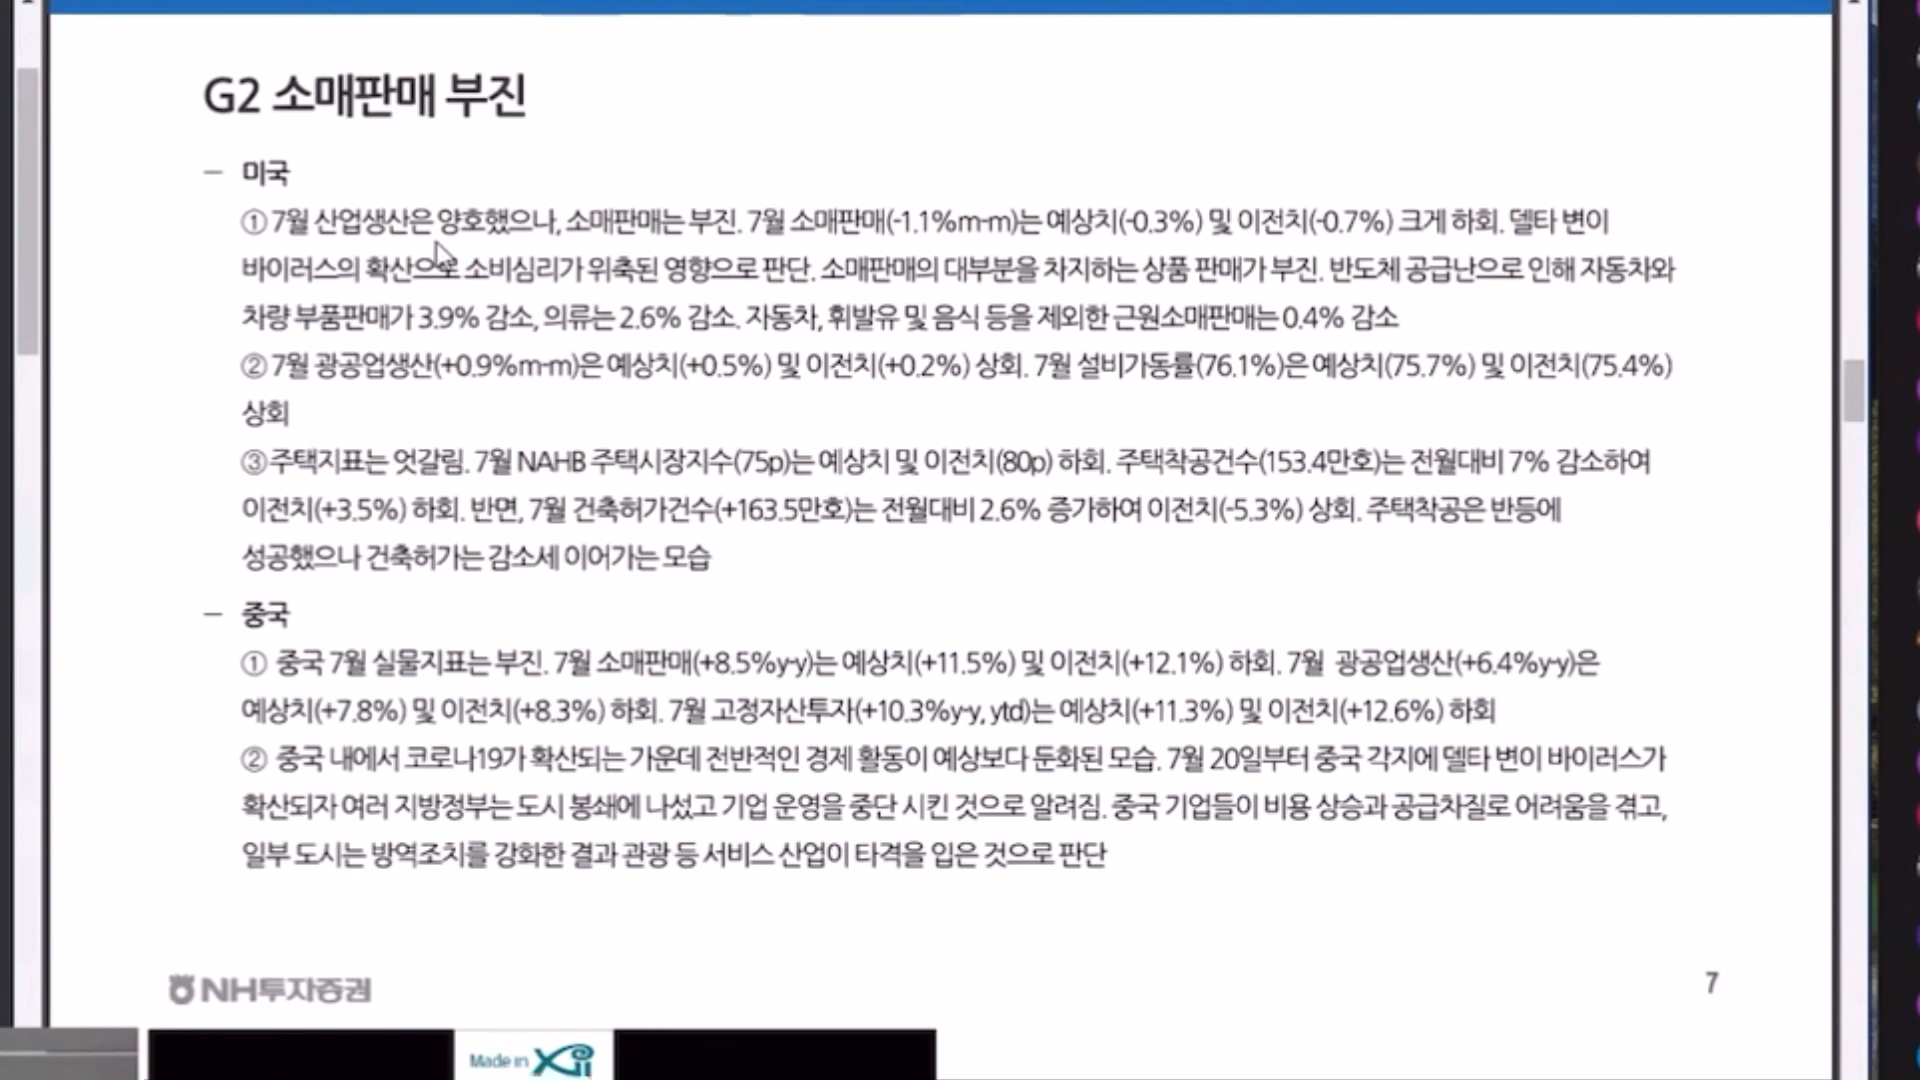 G2 소매판매 부진
– 미국
① 7월 산업생산은 양호했으나, 소매판매는 부진. 7월 소매판매(-1.1%m-m)는 예상치(-0.3%) 및 이전치(-0.7%) 크게 하회. 델타 변이
바이러스의 확산으로 소비심리가 위축된 영향으로 판단. 소매판매의 대부분을 차지하는 상품 판매가 부진. 반도체 공급난으로 인해 자동차와
차량 부품판매가 3.9% 감소, 의류는 2.6% 감소. 자동차, 휘발유 및 음식 등을 제외한 근원소매판매는 0.4% 감소
② 7월 광공업생산(+0.9%m-m)은 예상치(+0.5%) 및 이전치(+0.2%) 상회. 7월 설비가동률(76.1%)은 예상치(75.7%) 및 이전치(75.4%)
상회
③ 주택지표는 엇갈림. 7월 NAHB 주택시장지수(75p)는 예상치 및 이전치(80p) 하회. 주택착공건수(153.4만호)는 전월대비 7% 감소하여
이전치(+3.5%) 하회. 반면, 7월 건축허가건수(+163.5만호)는 전월대비 2.6% 증가하여 이전치(-5.3%) 상회. 주택착공은 반등에
성공했으나 건축허가는 감소세 이어가는 모습
– 중국
① 중국 7월 실물지표는 부진. 7월 소매판매(+8.5%y-y)는 예상치(+11.5%) 및 이전치(+12.1%) 하회. 7월 광공업생산(+6.4%y-y)은
예상치(+7.8%) 및 이전치(+8.3%) 하회. 7월 고정자산투자(+10.3%y-y, ytd)는 예상치(+11.3%) 및 이전치(+12.6%) 하회
② 중국 내에서 코로나19가 확산되는 가운데 전반적인 경제 활동이 예상보다 둔화된 모습. 7월 20일부터 중국 각지에 델타 변이 바이러스가
확산되자 여러 지방정부는 도시 봉쇄에 나섰고 기업 운영을 중단 시킨 것으로 알려짐. 중국 기업들이 비용 상승과 공급차질로 어려움을 겪고,
일부 도시는 방역조치를 강화한 결과 관광 등 서비스 산업이 타격을 입은 것으로 판단
NH투자증권
7
Made in Xii